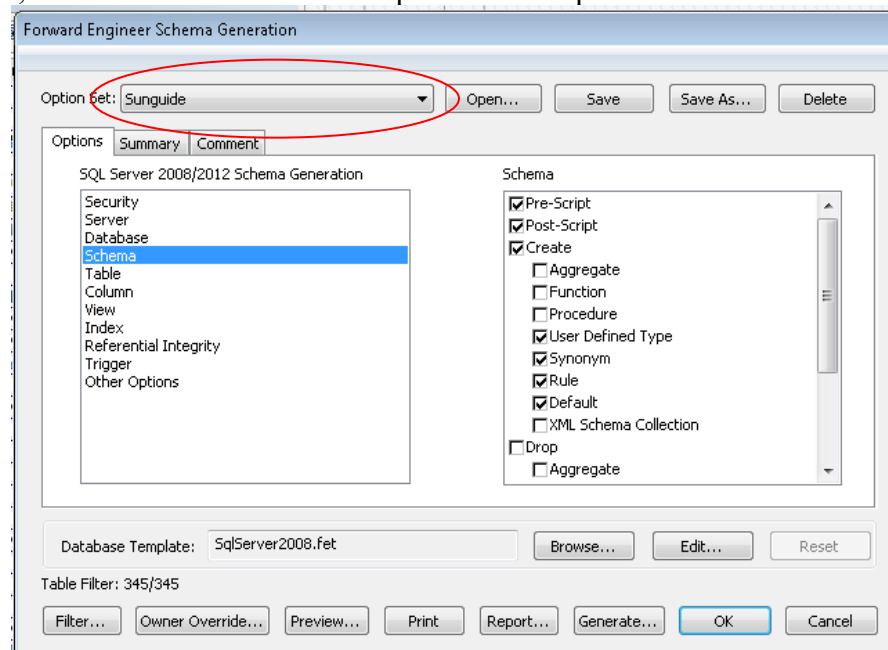 Forward Engineer Schema Generation
Option Set: Sunguide Open... Save Save As... Delete
Options Summary Comment
SQL Server 2008/2012 Schema Generation
Security
Server
Database
Schema
Table
Column
View
Index
Referential Integrity
Trigger
Other Options
Schema
Pre-Script
Post-Script
Create
Aggregate
Function
Procedure
User Defined Type
Synonym
Rule
Default
XML Schema Collection
Drop
Aggregate
Database Template: SqlServer2008.fet Browse... Edit... Reset
Table Filter: 345/345
Filter... Owner Override... Preview... Print Report... Generate... OK Cancel